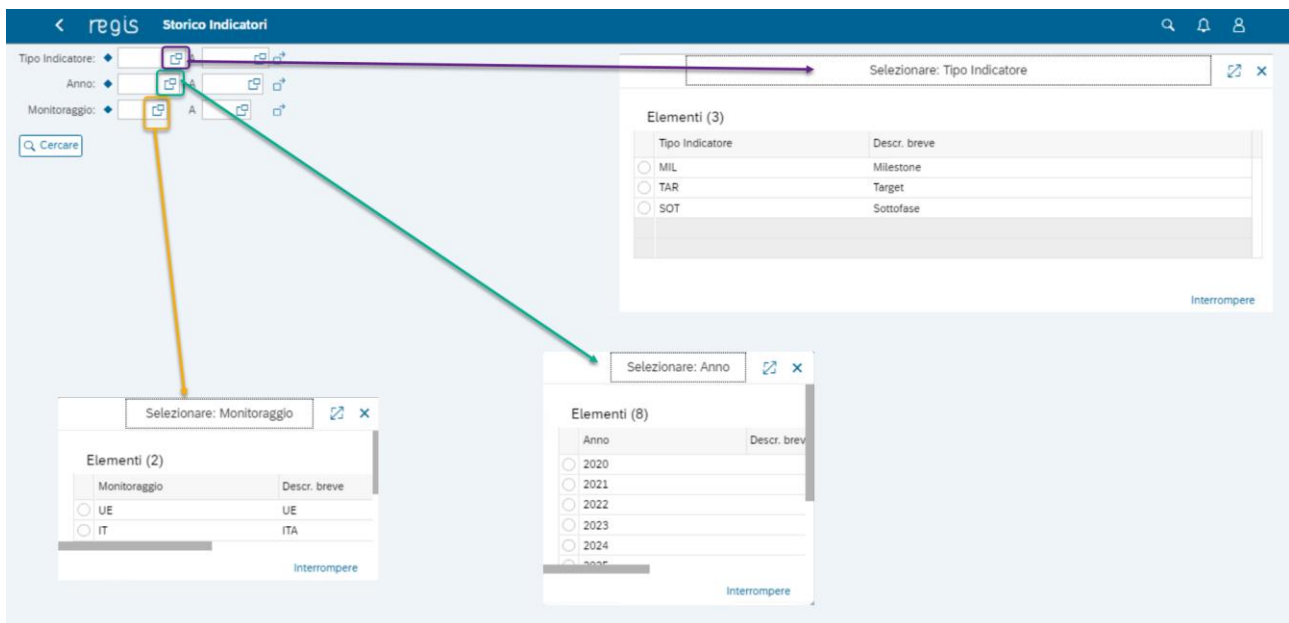 regis Storico Indicatori
Tipo Indicatore: A
Anno: A
Monitoraggio: A
Cercare
Selezionare: Tipo Indicatore
Elementi (3)
Tipo Indicatore Descr. breve
MIL Milestone
TAR Target
SOT Sottofase
Interrompere
Selezionare: Anno
Elementi (8)
Anno Descr. brev
2020
2021
2022
2023
2024
2025
Interrompere
Selezionare: Monitoraggio
Elementi (2)
Monitoraggio Descr. breve
UE UE
IT ITA
Interrompere